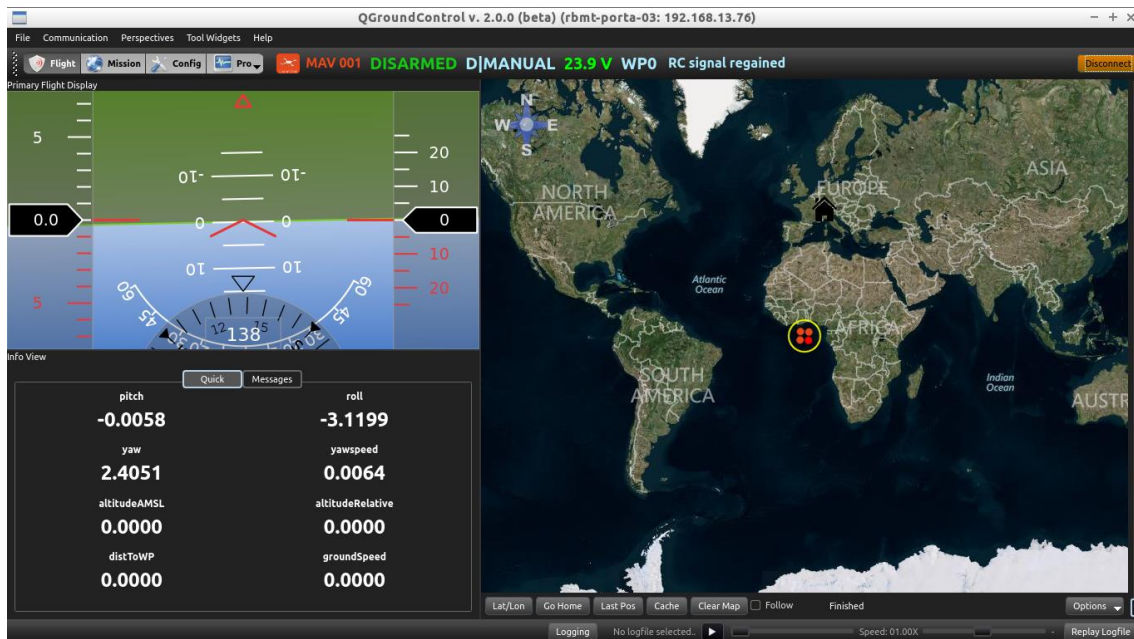 QGroundControl v. 2.0.0 (beta) (rbmt-porta-03: 192.168.13.76)
File Communication Perspectives Tool Widgets Help
Flight Mission Config Pro MAV 001 DISARMED D|MANUAL 23.9 V WP0 RC signal regained Disconnect
Primary Flight Display
5
20
-10 -10
10
0.0
0 0
0
10
10 10
20
5
60 60
45 45
30 30
12 15
138
Info View
Quick Messages
pitch roll
-0.0058 -3.1199
yaw yawspeed
2.4051 0.0064
altitudeAMSL altitudeRelative
0.0000 0.0000
distToWP groundSpeed
0.0000 0.0000
N
W E
S
NORTH
AMERICA
EUROPE
ASIA
Atlantic
Ocean
AFRICA
SOUTH
AMERICA
Indian
Ocean
AUSTR
Lat/Lon Go Home Last Pos Cache Clear Map Follow Finished Options
Logging No logfile selected.. Speed: 01.00X - Replay Logfile